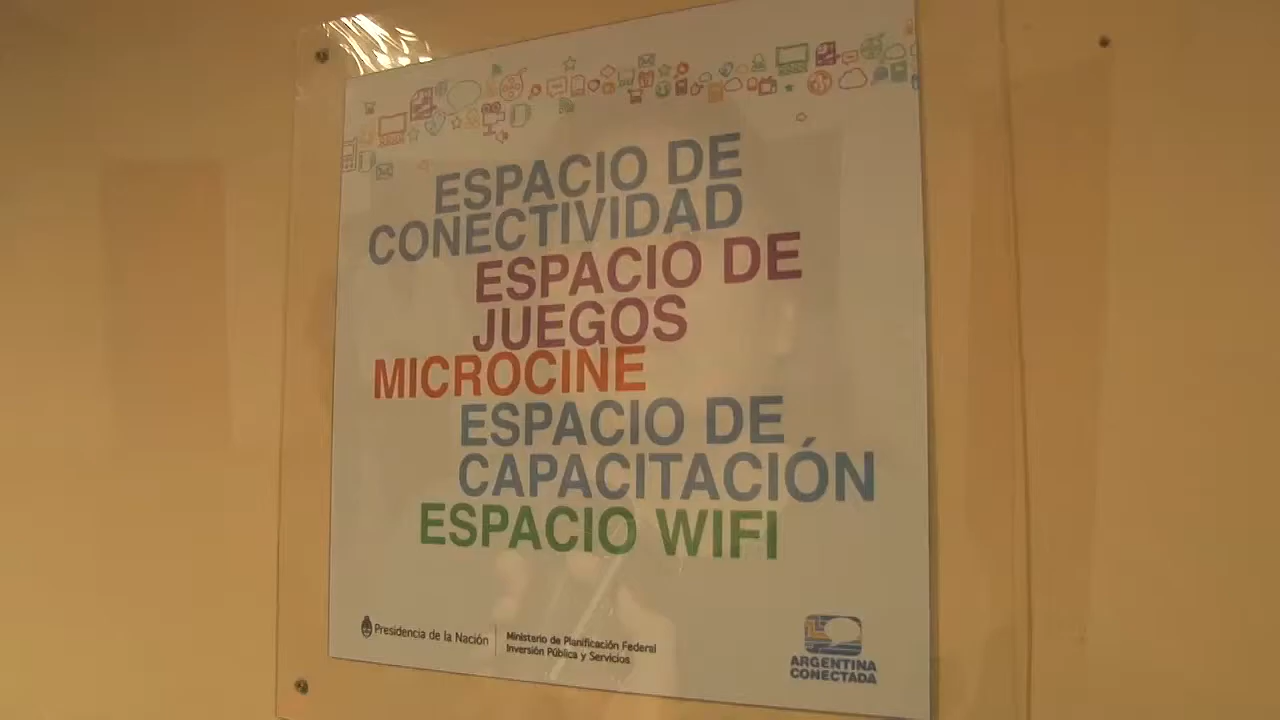 ESPACIO DE
CONECTIVIDAD
ESPACIO DE
JUEGOS
MICROCINE
ESPACIO DE
CAPACITACIÓN
ESPACIO WIFI
Presidencia de la Nación
Ministerio de Planificación Federal
Inversión Pública y Servicios
ARGENTINA
CONECTADA